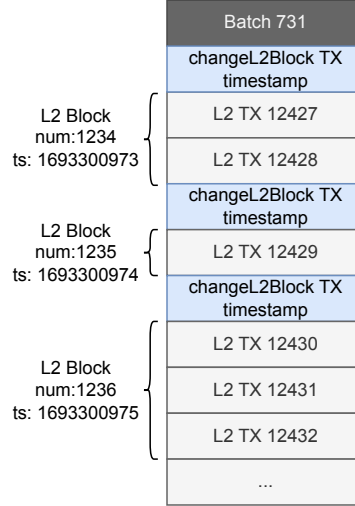 Batch 731
changeL2Block TX
timestamp
L2 Block
num:1234
ts: 1693300973
L2 TX 12427
L2 TX 12428
changeL2Block TX
timestamp
L2 Block
num:1235
ts: 1693300974
L2 TX 12429
changeL2Block TX
timestamp
L2 Block
num:1236
ts: 1693300975
L2 TX 12430
L2 TX 12431
L2 TX 12432
...